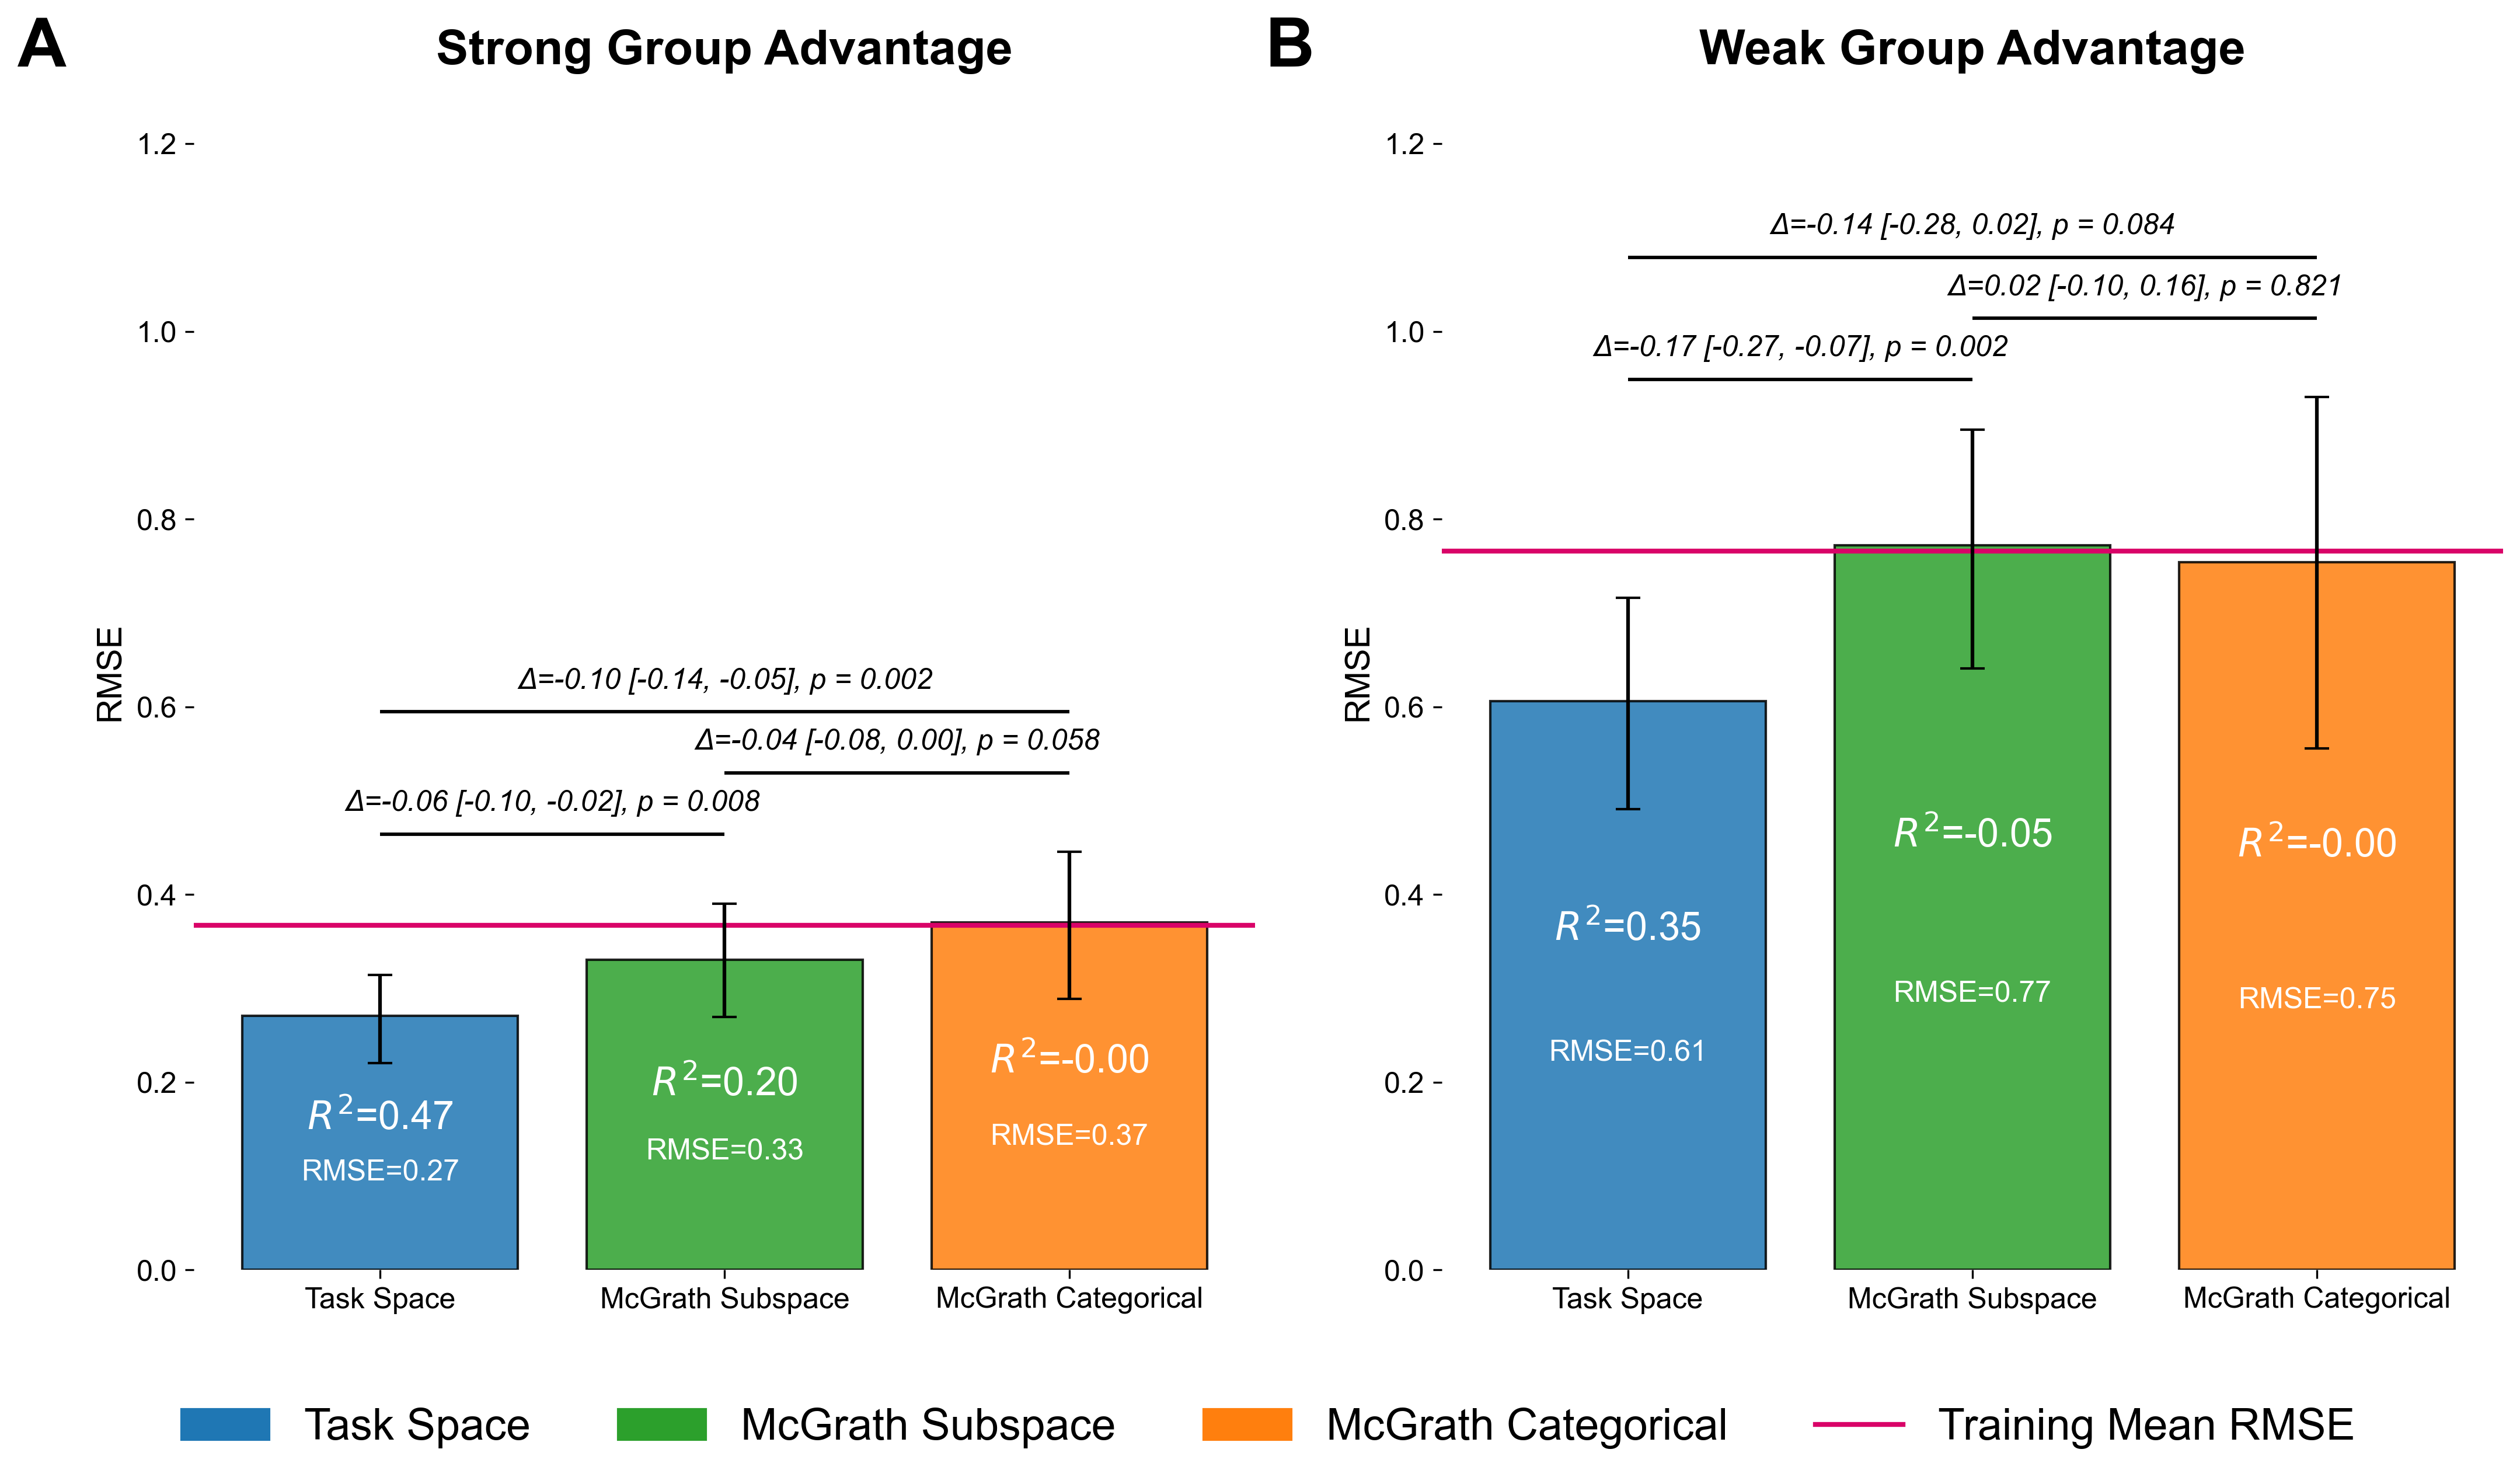 A
Strong Group Advantage
1.2
1.0
0.8
0.6
0.4
0.2
0.0
RMSE
Δ=-0.10 [-0.14, -0.05], p = 0.002
Δ=-0.04 [-0.08, 0.00], p = 0.058
Δ=-0.06 [-0.10, -0.02], p = 0.008
R²=0.47
RMSE=0.27
R²=0.20
RMSE=0.33
R²=-0.00
RMSE=0.37
Task Space
McGrath Subspace
McGrath Categorical
B
Weak Group Advantage
1.2
1.0
0.8
0.6
0.4
0.2
0.0
RMSE
Δ=-0.14 [-0.28, 0.02], p = 0.084
Δ=0.02 [-0.10, 0.16], p = 0.821
Δ=-0.17 [-0.27, -0.07], p = 0.002
R²=0.35
RMSE=0.61
R²=-0.05
RMSE=0.77
R²=-0.00
RMSE=0.75
Task Space
McGrath Subspace
McGrath Categorical
Task Space
McGrath Subspace
McGrath Categorical
Training Mean RMSE